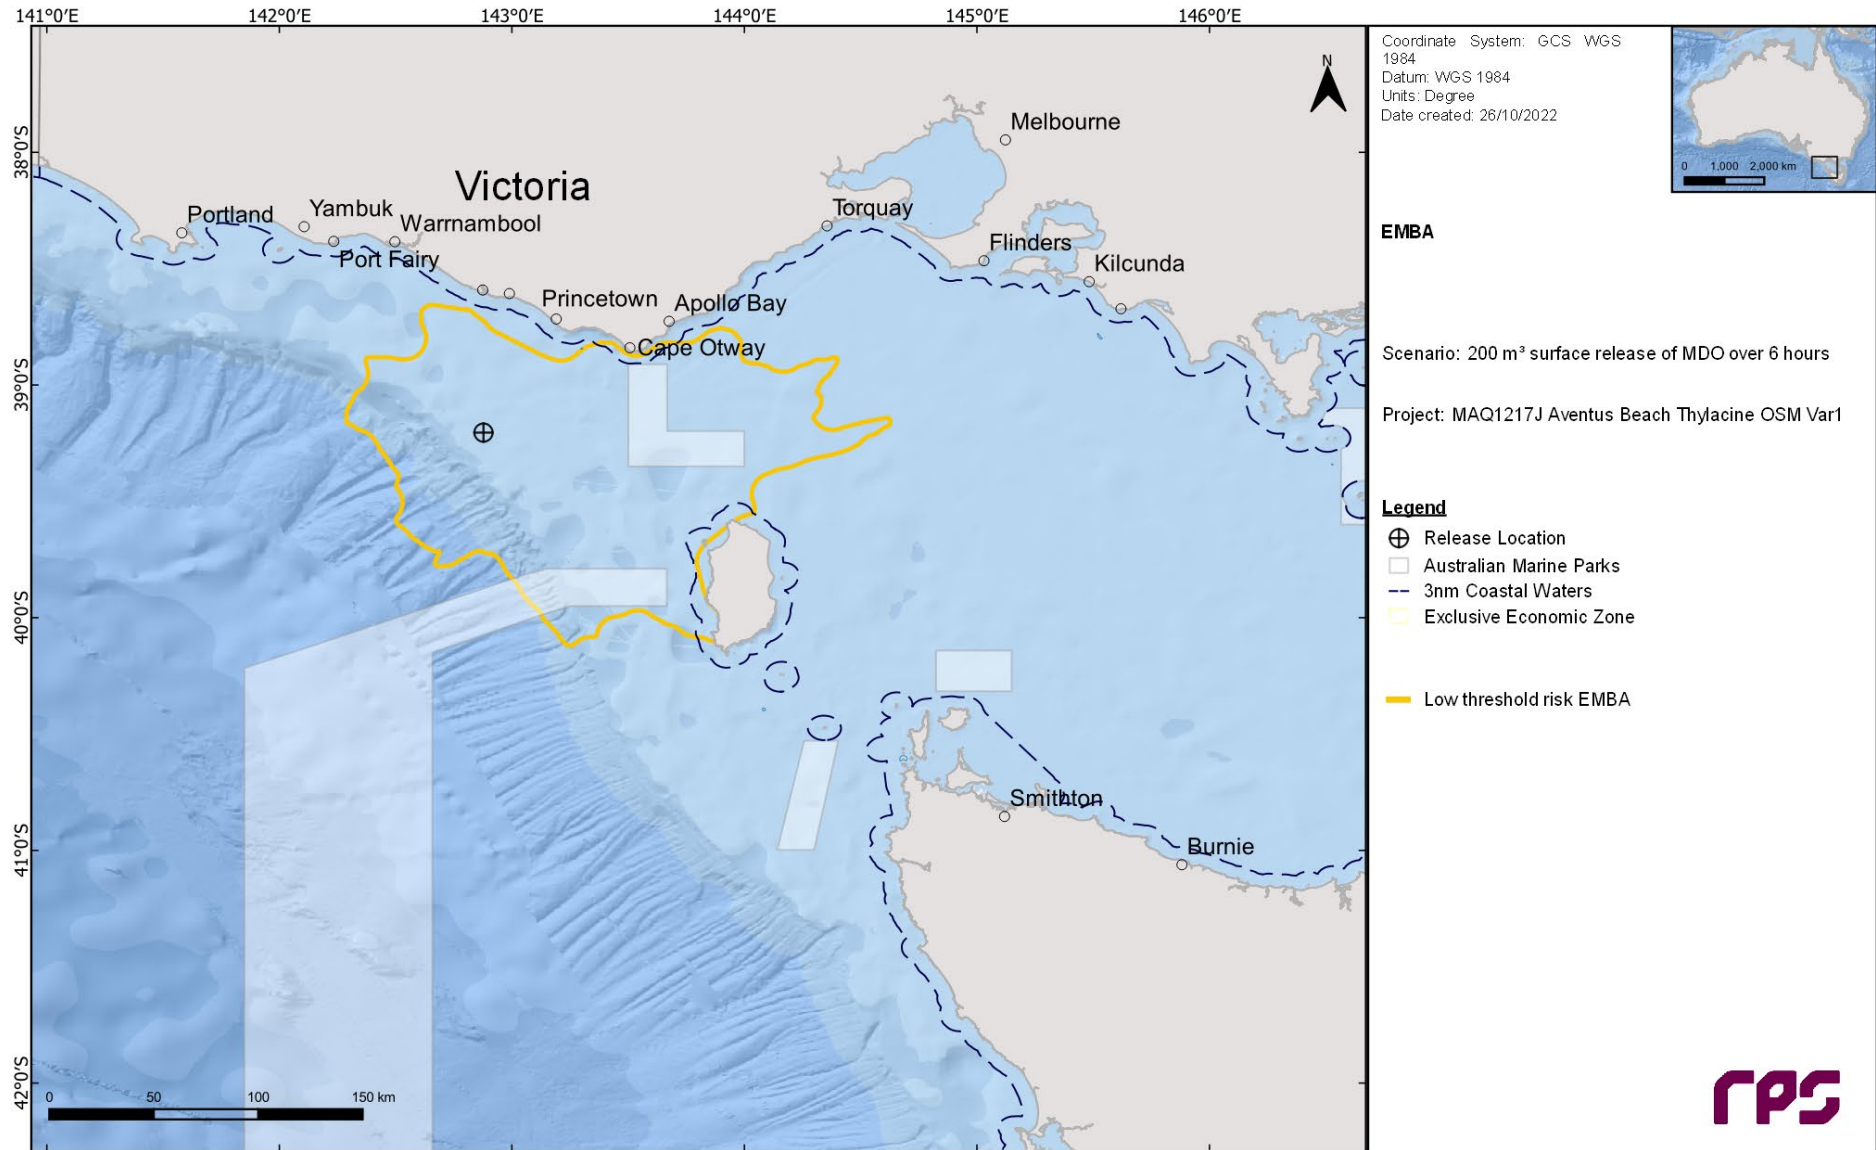 141°0'E 142°0'E 143°0'E 144°0'E 145°0'E 146°0'E
38°0'S
39°0'S
40°0'S
41°0'S
42°0'S
N
Melbourne
Victoria
Portland
Yambuk
Warrnambool
Port Fairy
Torquay
Flinders
Kilcunda
Princetown
Apollo Bay
Cape Otway
Smithton
Burnie
0 50 100 150 km
Coordinate System: GCS WGS
1984
Datum: WGS 1984
Units: Degree
Date created: 26/10/2022
0 1,000 2,000 km
EMBA
Scenario: 200 m³ surface release of MDO over 6 hours
Project: MAQ1217J Aventus Beach Thylacine OSM Var1
Legend
Release Location
Australian Marine Parks
3nm Coastal Waters
Exclusive Economic Zone
Low threshold risk EMBA
rps